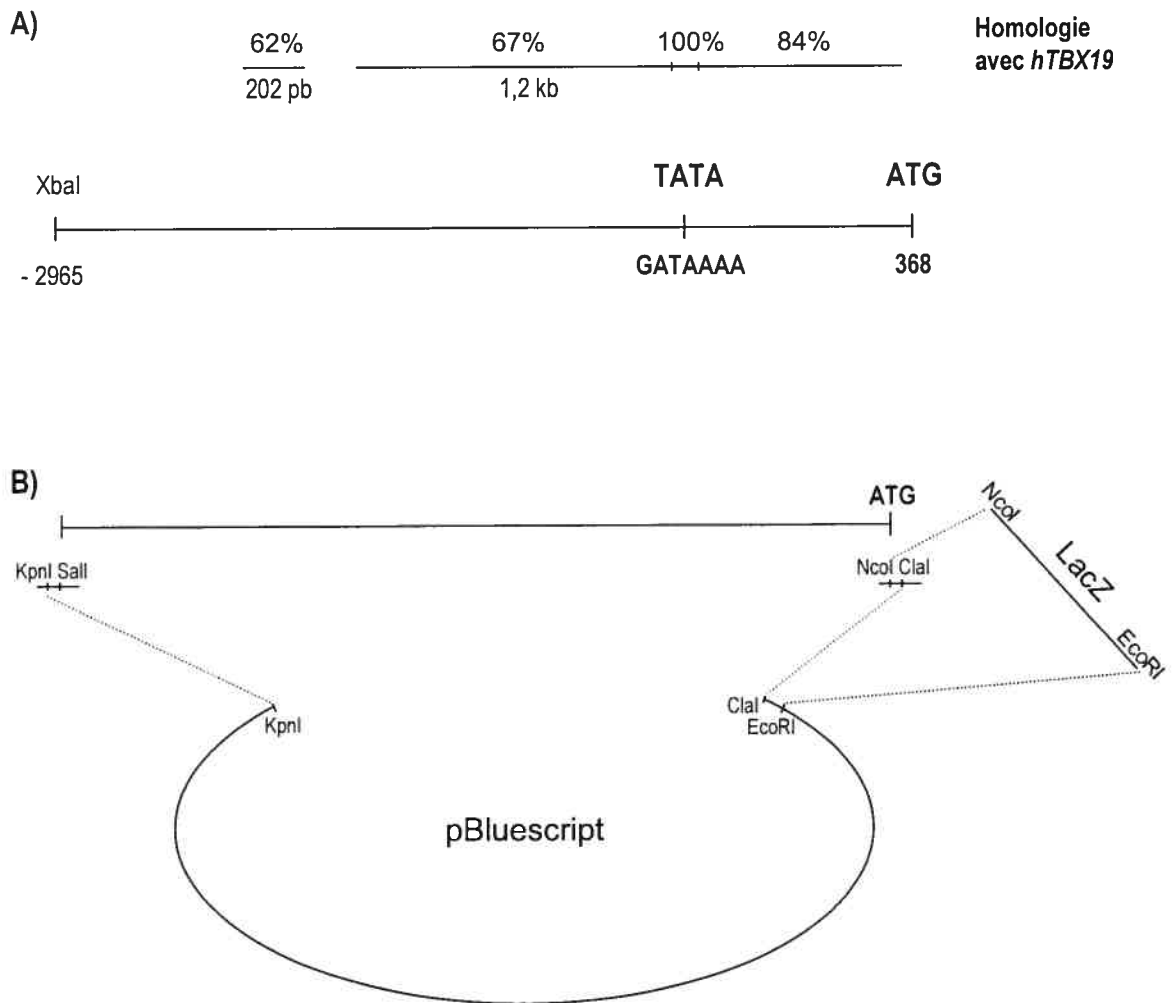 A)
62% 67% 100% 84%
Homologie
avec hTBX19
202 pb 1,2 kb
XbaI TATA ATG
- 2965 GATAAAA 368
B)
ATG
NcoI
LacZ
EcoRI
KpnI SalI
NcoI ClaI
KpnI
ClaI
EcoRI
pBluescript